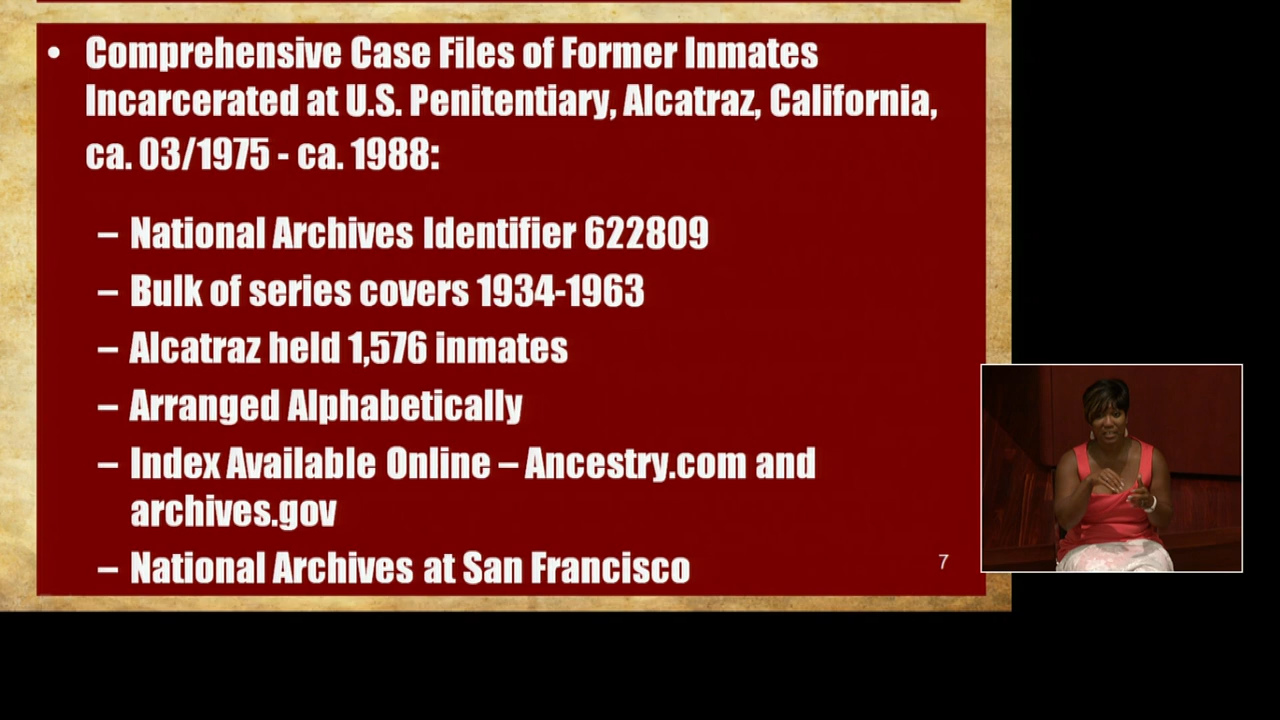 • Comprehensive Case Files of Former Inmates
Incarcerated at U.S. Penitentiary, Alcatraz, California,
ca. 03/1975 - ca. 1988:
– National Archives Identifier 622809
– Bulk of series covers 1934-1963
– Alcatraz held 1,576 inmates
– Arranged Alphabetically
– Index Available Online – Ancestry.com and
archives.gov
– National Archives at San Francisco
7